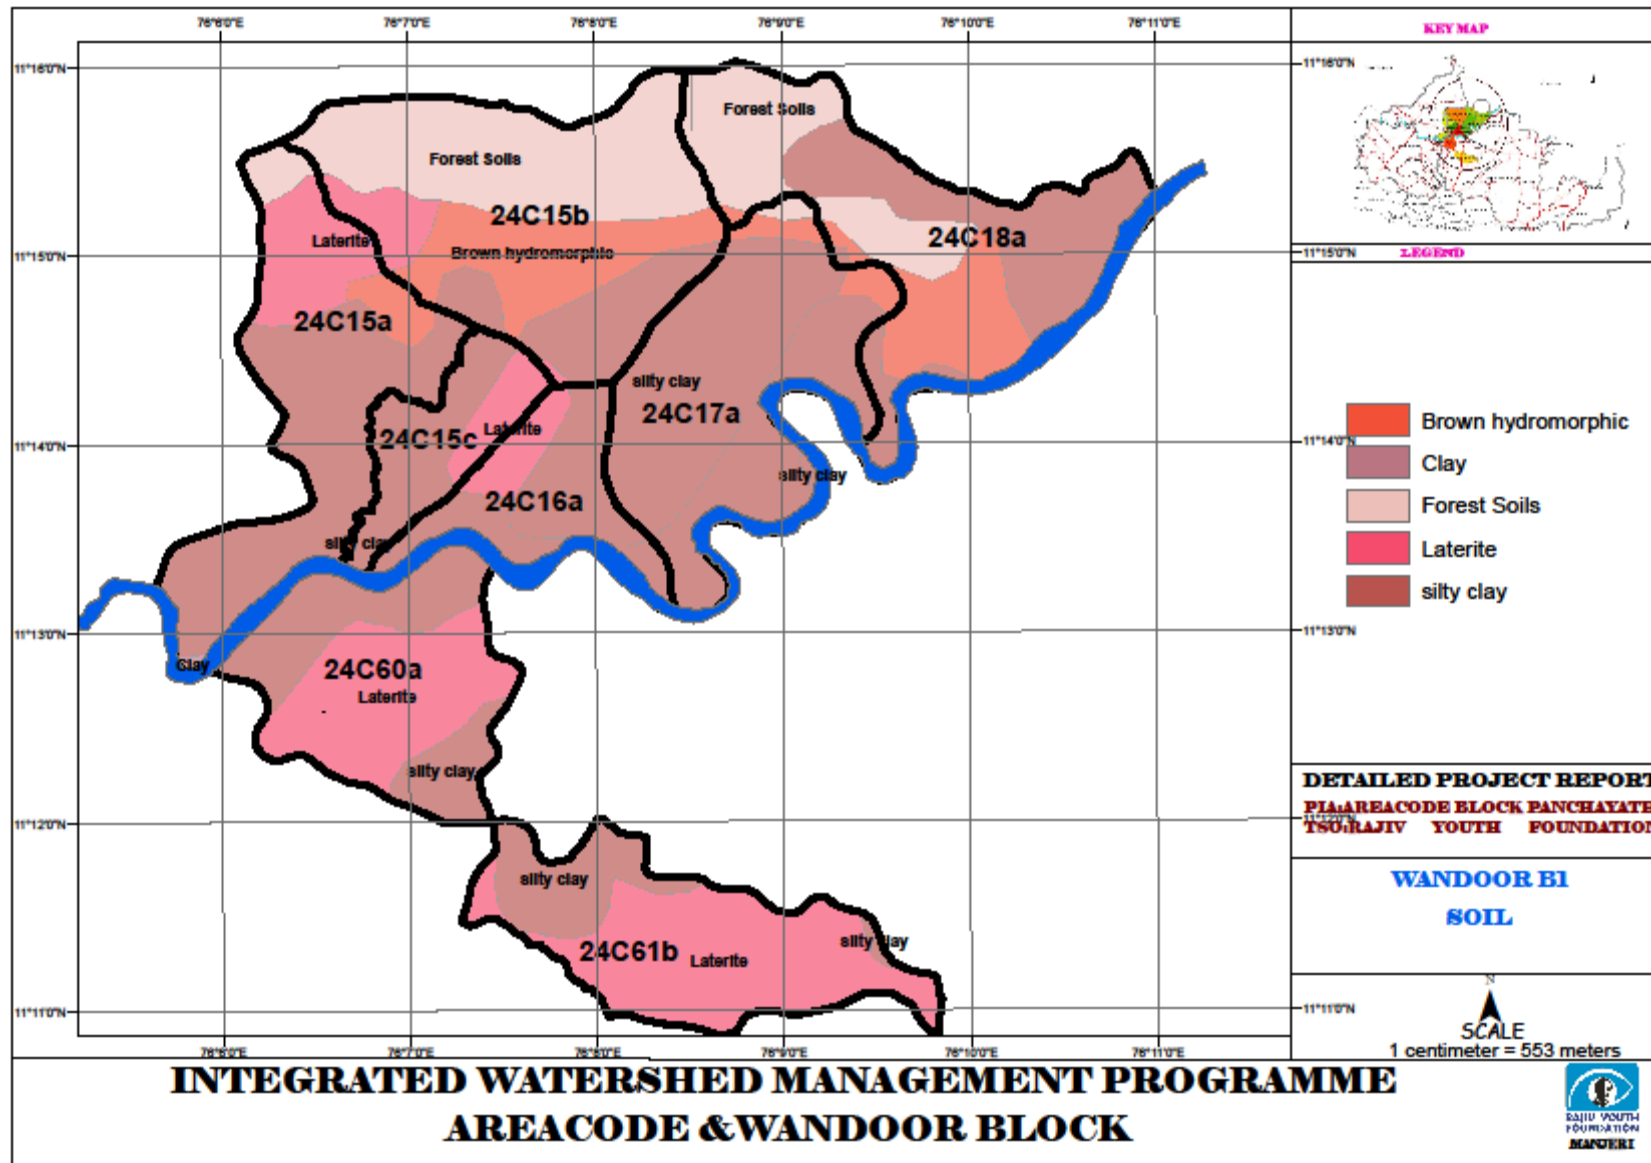 76°6'0"E 76°7'0"E 76°8'0"E 76°9'0"E 76°10'0"E 76°11'0"E
KEY MAP
11°16'0"N 11°16'0"N
Forest Soils
Forest Soils
24C15b
24C18a
Laterite
Brown hydromorphic
11°15'0"N 11°15'0"N
LEGEND
24C15a
silty clay
24C17a
Brown hydromorphic
24C15c Laterite
11°14'0"N 11°14'0"N
Clay
silty clay
24C16a
Forest Soils
silty clay
Laterite
silty clay
11°13'0"N 11°13'0"N
Clay
24C60a
Laterite
silty clay
DETAILED PROJECT REPORT
PIA:AREACODE BLOCK PANCHAYATH
11°12'0"N 11°12'0"N
TSO:RAJIV YOUTH FOUNDATION
silty clay
WANDOOR B1
SOIL
silty clay
24C61b Laterite
N
11°11'0"N 11°11'0"N
SCALE
1 centimeter = 553 meters
76°6'0"E 76°7'0"E 76°8'0"E 76°9'0"E 76°10'0"E 76°11'0"E
INTEGRATED WATERSHED MANAGEMENT PROGRAMME
AREACODE &WANDOOR BLOCK
RAJIV YOUTH
FOUNDATION
MANJERI